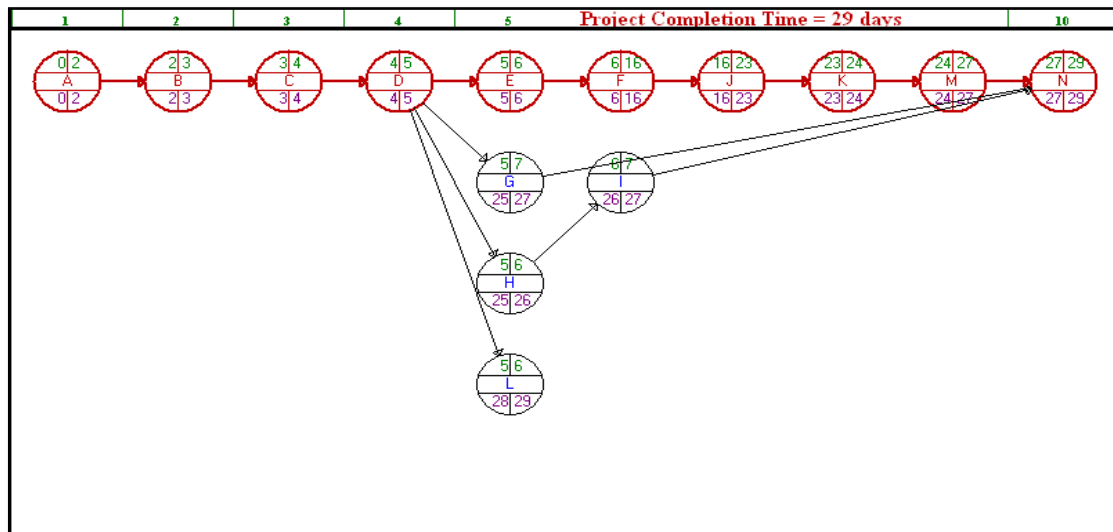 1 2 3 4 5 Project Completion Time = 29 days 10
0 2 2 3 3 4 4 5 5 6 6 16 16 23 23 24 24 27 27 29
A B C D E F J K M N
0 2 2 3 3 4 4 5 5 6 6 16 16 23 23 24 24 27 27 29
5 7 6 7
G I
25 27 26 27
5 6
H
25 26
5 6
L
28 29